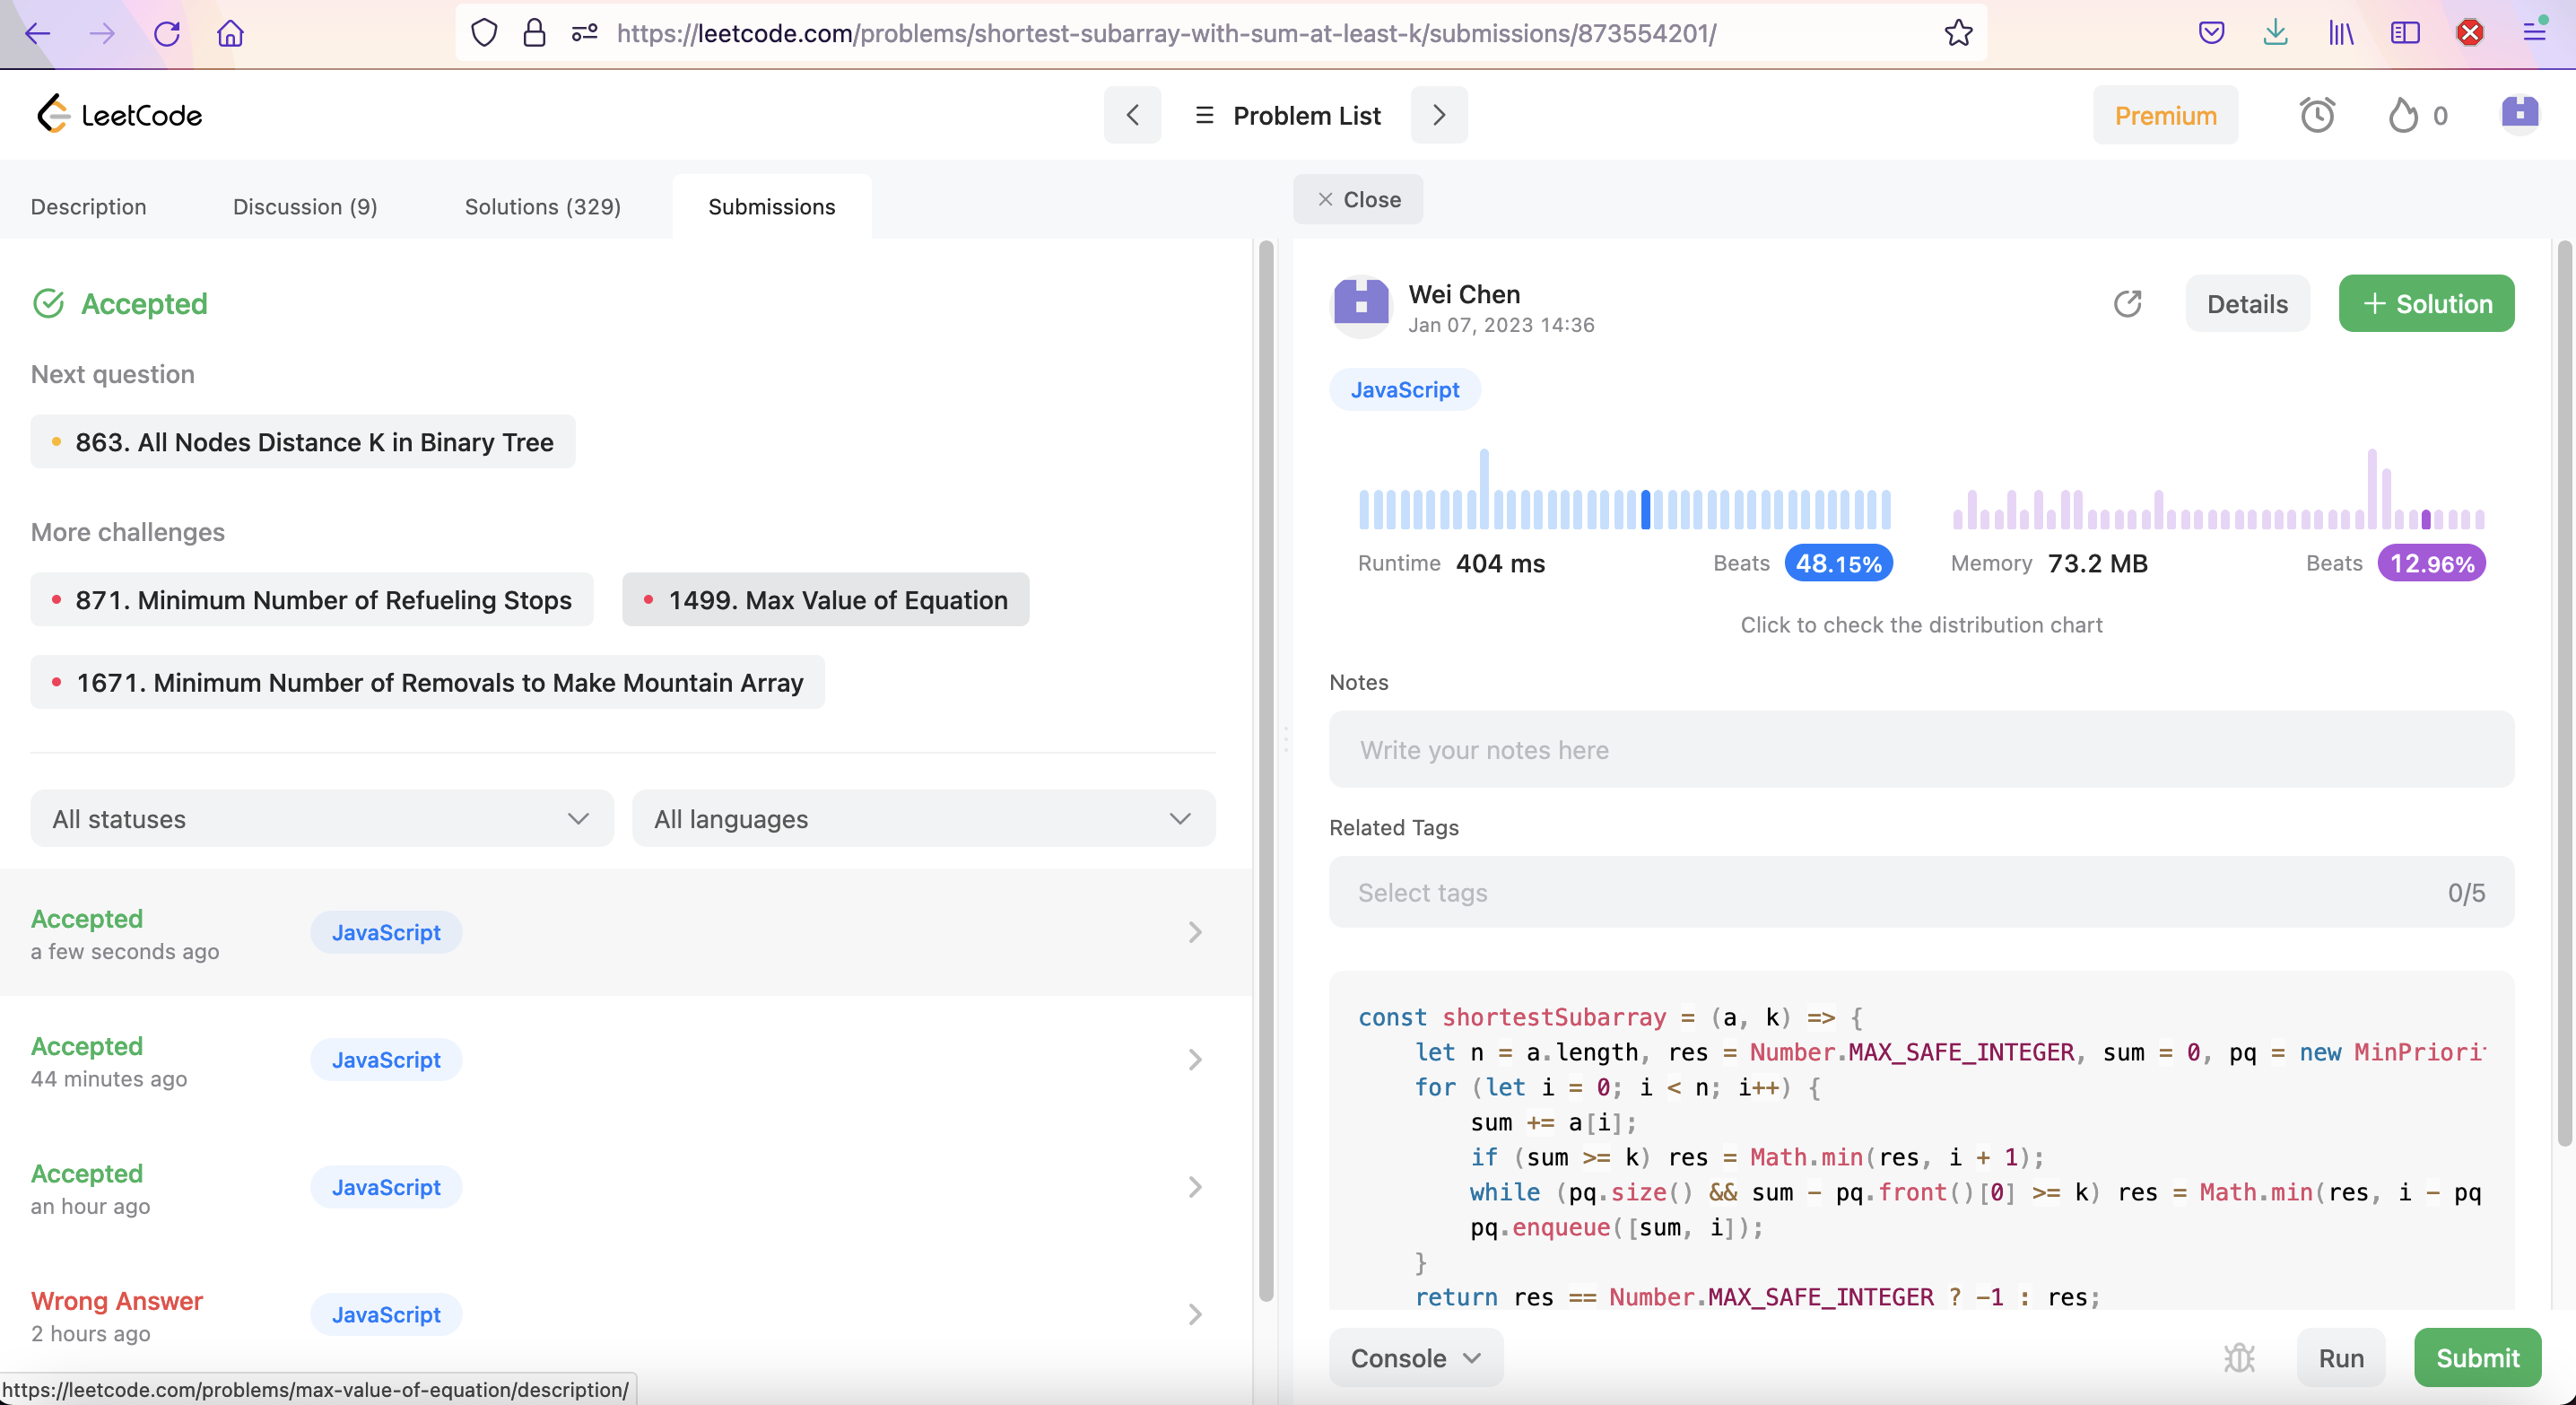 https://leetcode.com/problems/shortest-subarray-with-sum-at-least-k/submissions/873554201/
LeetCode
Problem List
Premium
0
Description
Discussion (9)
Solutions (329)
Submissions
Close
Accepted
Next question
863. All Nodes Distance K in Binary Tree
More challenges
871. Minimum Number of Refueling Stops
1499. Max Value of Equation
1671. Minimum Number of Removals to Make Mountain Array
All statuses
All languages
Accepted
a few seconds ago
JavaScript
Accepted
44 minutes ago
JavaScript
Accepted
an hour ago
JavaScript
Wrong Answer
2 hours ago
JavaScript
https://leetcode.com/problems/max-value-of-equation/description/
Wei Chen
Jan 07, 2023 14:36
Details
+ Solution
JavaScript
Runtime 404 ms
Beats 48.15%
Memory 73.2 MB
Beats 12.96%
Click to check the distribution chart
Notes
Write your notes here
Related Tags
Select tags
0/5
const shortestSubarray = (a, k) => {
let n = a.length, res = Number.MAX_SAFE_INTEGER, sum = 0, pq = new MinPriori
for (let i = 0; i < n; i++) {
sum += a[i];
if (sum >= k) res = Math.min(res, i + 1);
while (pq.size() && sum - pq.front()[0] >= k) res = Math.min(res, i - pq
pq.enqueue([sum, i]);
}
return res == Number.MAX_SAFE_INTEGER ? -1 : res;
Console
Run
Submit